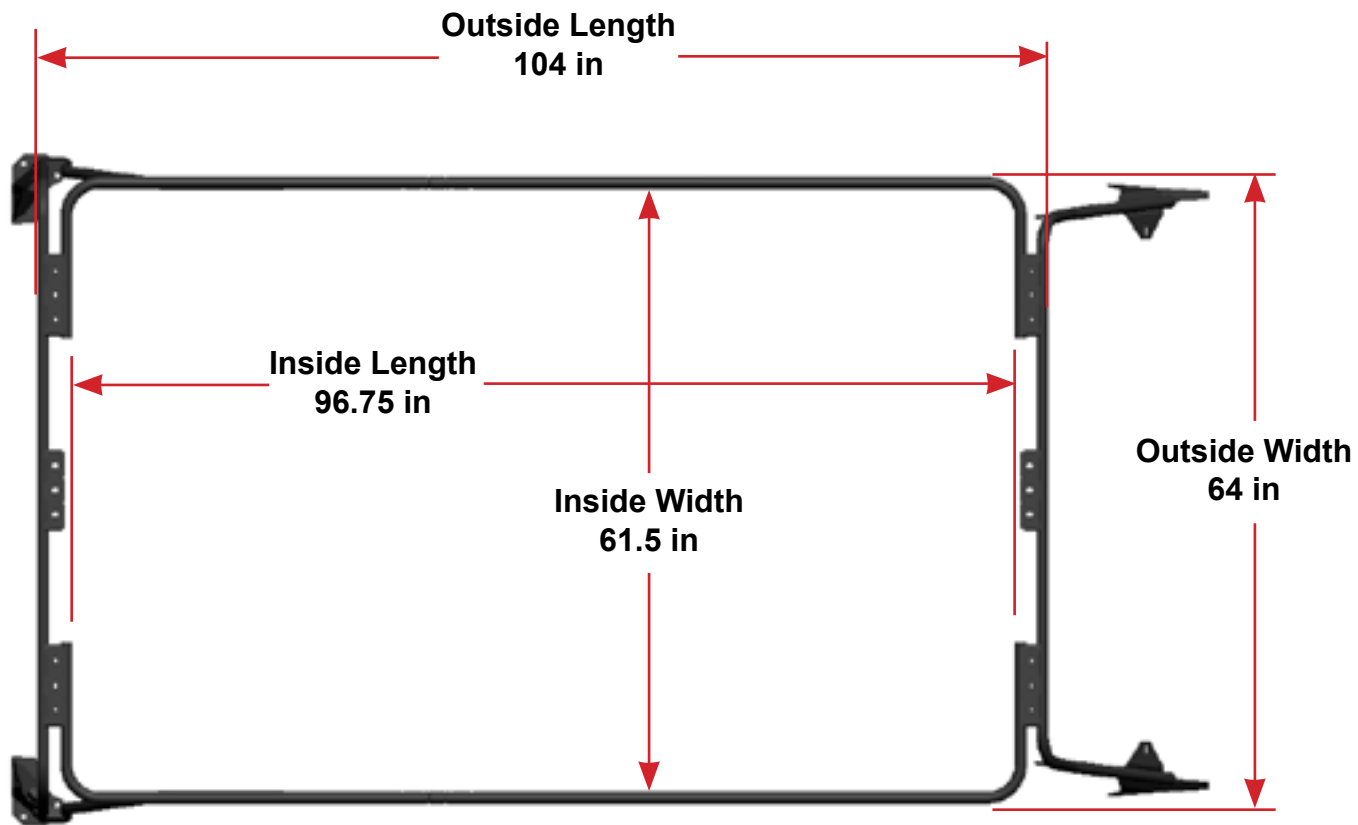 Outside Length
104 in
Inside Length
96.75 in
Inside Width
61.5 in
Outside Width
64 in